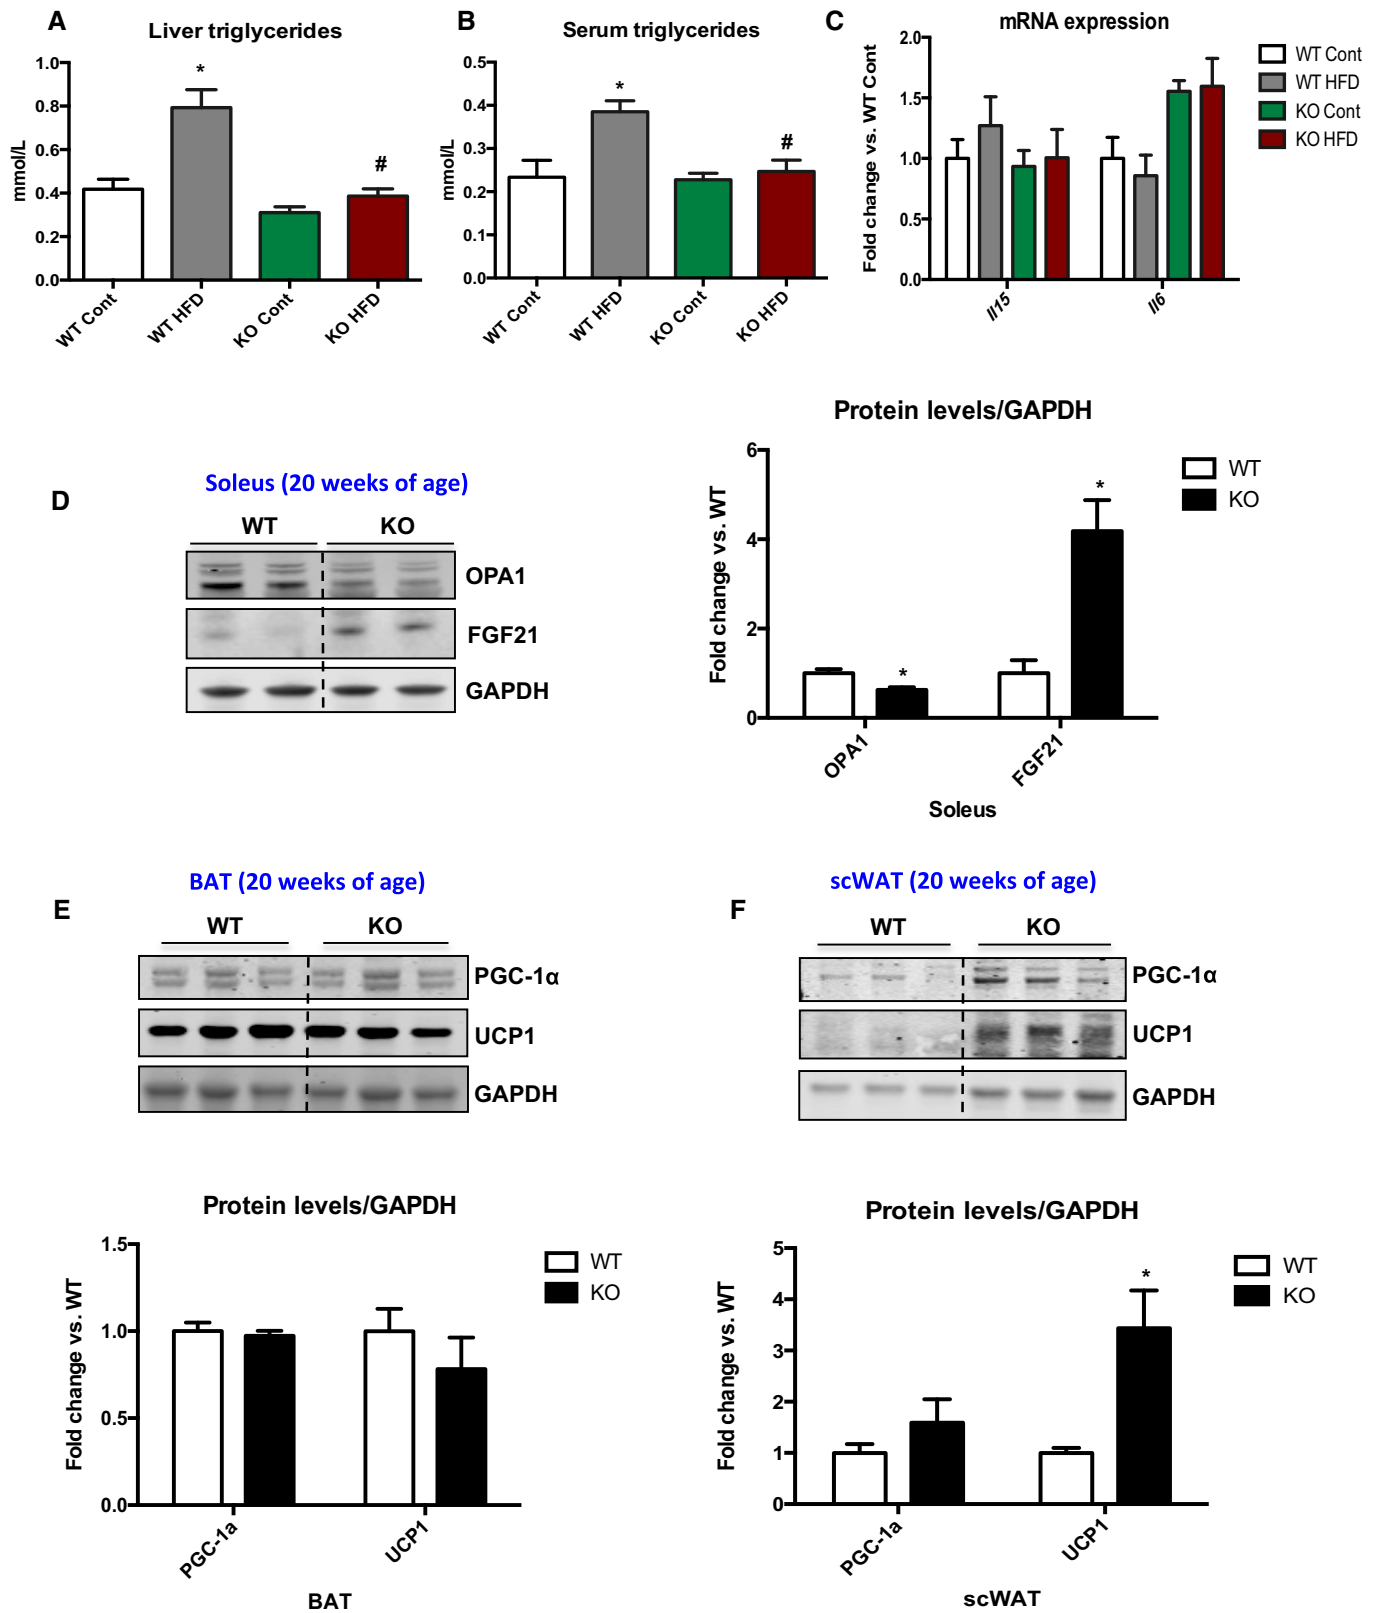 A
Liver triglycerides
mmol/L
1.0
0.8
0.6
0.4
0.2
0.0
*
#
WT Cont
WT HFD
KO Cont
KO HFD
B
Serum triglycerides
mmol/L
0.5
0.4
0.3
0.2
0.1
0.0
*
#
WT Cont
WT HFD
KO Cont
KO HFD
C
mRNA expression
Fold change vs. WT Cont
2.0
1.5
1.0
0.5
0.0
Il15
Il6
WT Cont
WT HFD
KO Cont
KO HFD
D
Soleus (20 weeks of age)
WT KO
OPA1
FGF21
GAPDH
Protein levels/GAPDH
Fold change vs. WT
6
4
2
0
*
*
OPA1
FGF21
Soleus
WT
KO
E
BAT (20 weeks of age)
WT KO
PGC-1α
UCP1
GAPDH
Protein levels/GAPDH
Fold change vs. WT
1.5
1.0
0.5
0.0
PGC-1a
UCP1
BAT
WT
KO
F
scWAT (20 weeks of age)
WT KO
PGC-1α
UCP1
GAPDH
Protein levels/GAPDH
Fold change vs. WT
5
4
3
2
1
0
*
PGC-1a
UCP1
scWAT
WT
KO